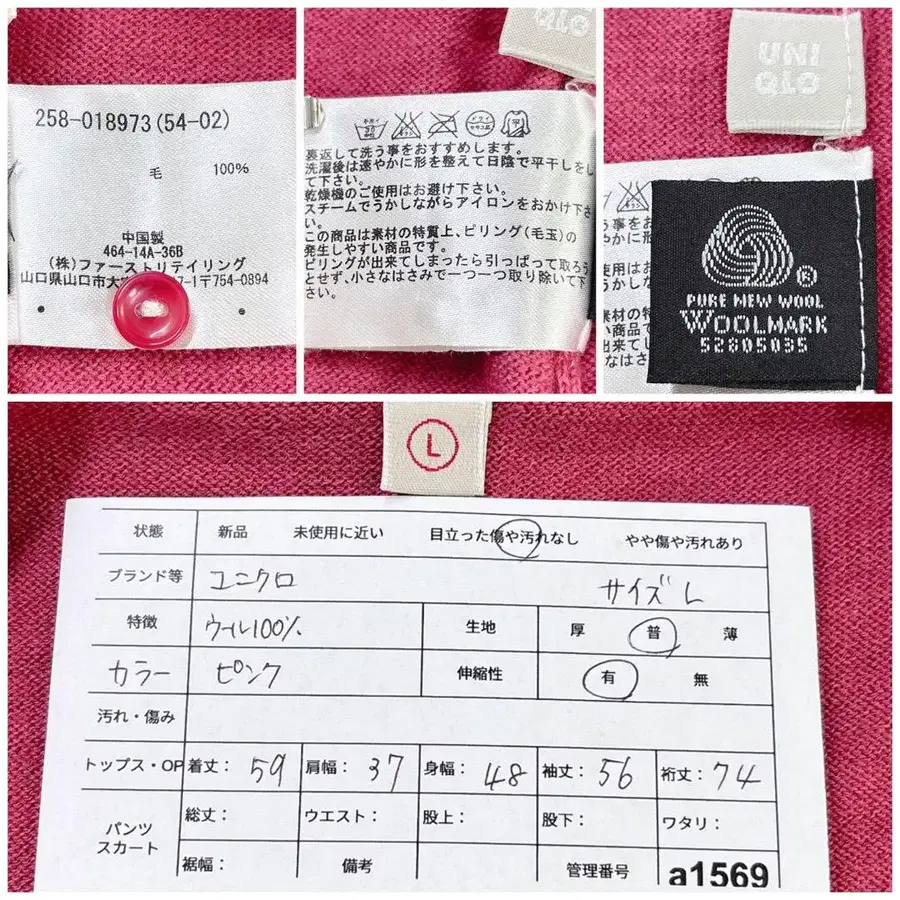 258-018973(54-02)
毛 100%
中国製
464-14A-36B
(株)ファーストリテイリング
山口県山口市大 7-1〒754-0894
裏返して洗う事をおすすめします。
洗濯後は速やかに形を整えて日陰で平干しをし
て下さい。
乾燥機のご使用はお避け下さい。
スチームでうかしながらアイロンをおかけ下さ
い。
この商品は素材の特質上、ピリング(毛玉)の
発生しやすい商品です。
ピリングが出来てしまったら引っぱって取ろう
とせず、小さなはさみで一つ一つ取り除いて下
さい。
UNI
QLO
PURE NEW WOOL
WOOLMARK
52805035
L
状態 新品 未使用に近い 目立った傷や汚れなし やや傷や汚れあり
ブランド等 ユニクロ サイズL
特徴 ウール100% 生地 厚 普 薄
カラー ピンク 伸縮性 有 無
汚れ・傷み
トップス・OP 着丈: 59 肩幅: 37 身幅: 48 袖丈: 56 裄丈: 74
パンツ
スカート
総丈: ウエスト: 股上: 股下: ワタリ:
裾幅: 備考 管理番号 a1569